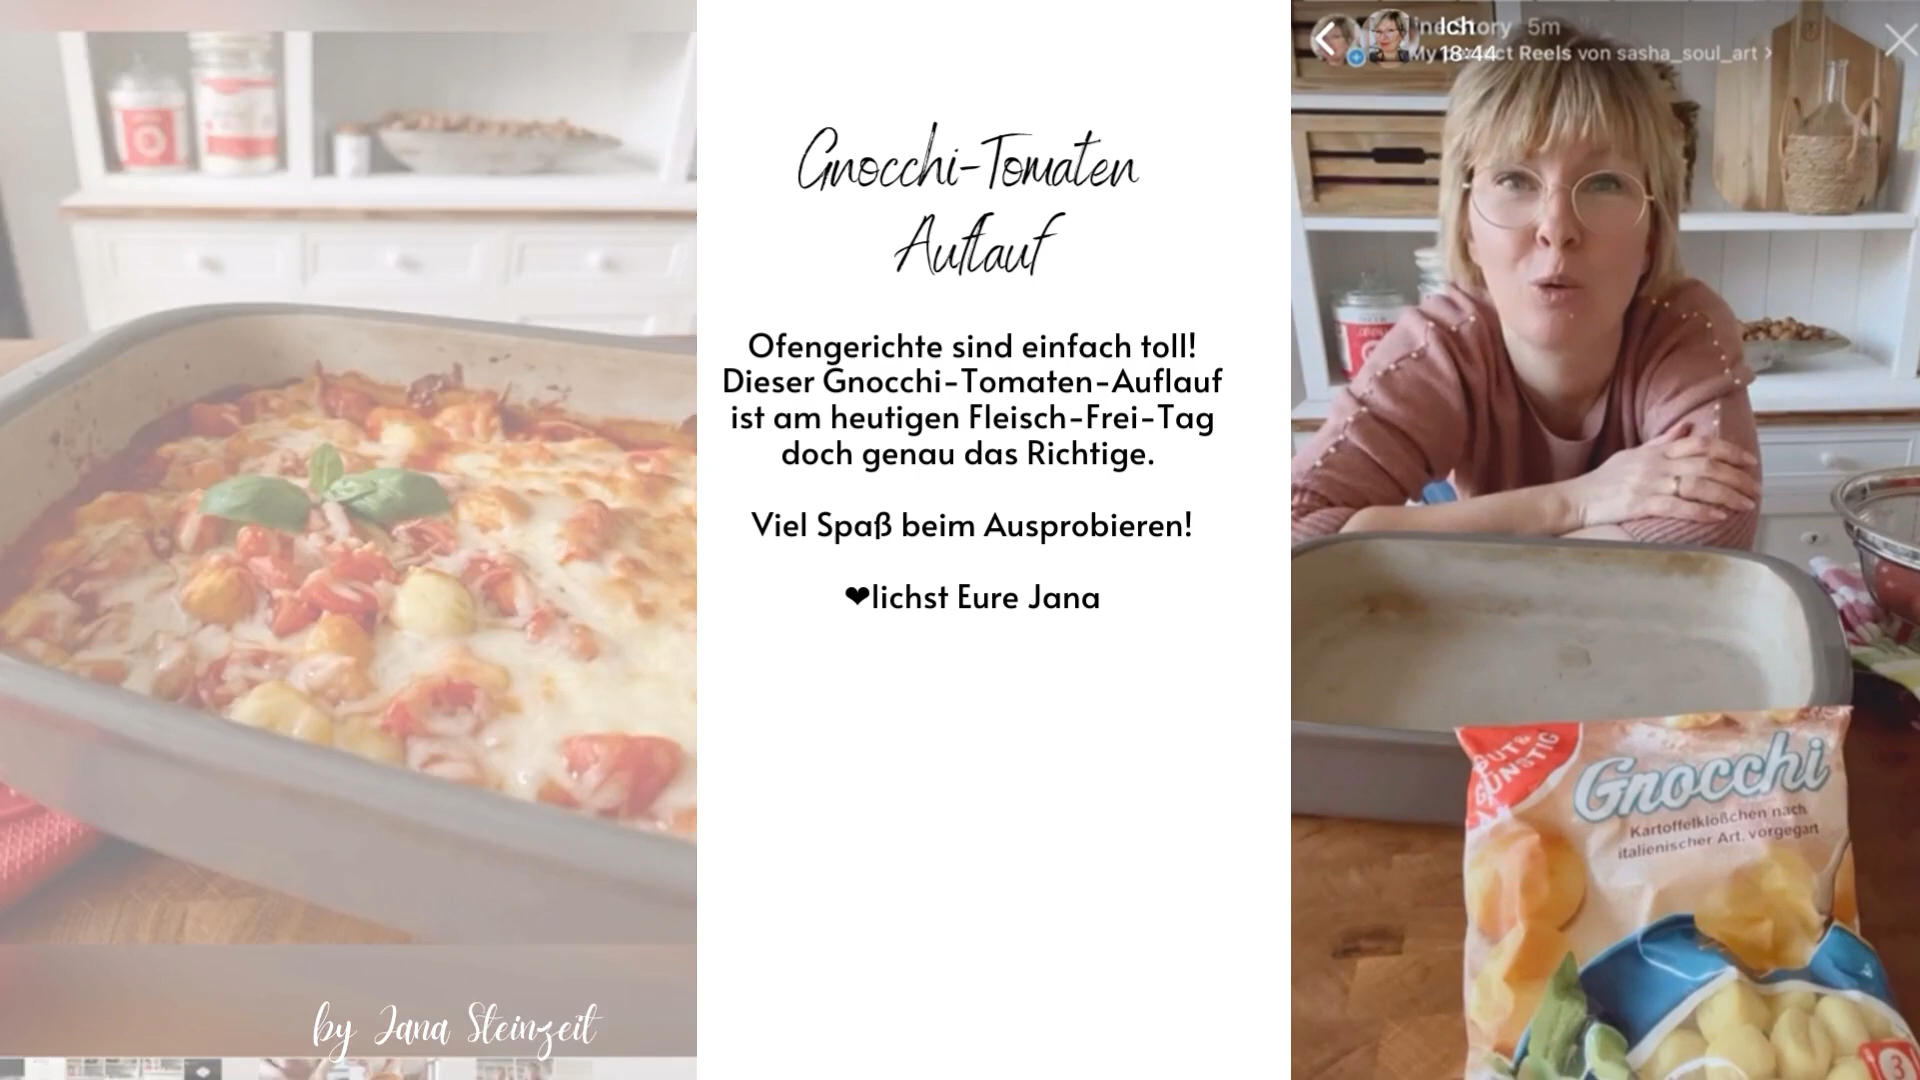 Gnocchi-Tomaten
Auflauf
Ofengerichte sind einfach toll!
Dieser Gnocchi-Tomaten-Auflauf
ist am heutigen Fleisch-Frei-Tag
doch genau das Richtige.
Viel Spaß beim Ausprobieren!
❤lichst Eure Jana
by Jana Steinzeit
Ich
Story 5m
18:44
Reels von sasha_soul_art >
GUT&
GÜNSTIG
Gnocchi
Kartoffelklößchen nach
italienischer Art, vorgegart
3